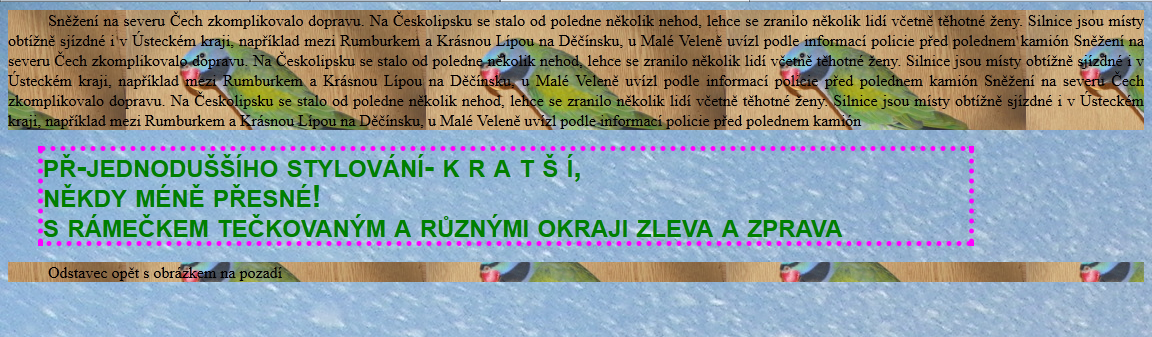 Sněžení na severu Čech zkomplikovalo dopravu. Na Českolipsku se stalo od poledne několik nehod, lehce se zranilo několik lidí včetně těhotné ženy. Silnice jsou místy
obtížně sjízdné i v Ústeckém kraji, například mezi Rumburkem a Krásnou Lípou na Děčínsku, u Malé Veleně uvízl podle informací policie před polednem kamión Sněžení na
severu Čech zkomplikovalo dopravu. Na Českolipsku se stalo od poledne několik nehod, lehce se zranilo několik lidí včetně těhotné ženy. Silnice jsou místy obtížně sjízdné i v
Ústeckém kraji, například mezi Rumburkem a Krásnou Lípou na Děčínsku, u Malé Veleně uvízl podle informací policie před polednem kamión Sněžení na severu Čech
zkomplikovalo dopravu. Na Českolipsku se stalo od poledne několik nehod, lehce se zranilo několik lidí včetně těhotné ženy. Silnice jsou místy obtížně sjízdné i v Ústeckém
kraji, například mezi Rumburkem a Krásnou Lípou na Děčínsku, u Malé Veleně uvízl podle informací policie před polednem kamión
PŘ-JEDNODUŠŠÍHO STYLOVÁNÍ- K R A T Š Í,
NĚKDY MÉNĚ PŘESNÉ!
S RÁMEČKEM TEČKOVANÝM A RŮZNÝMI OKRAJI ZLEVA A ZPRAVA
Odstavec opět s obrázkem na pozadí